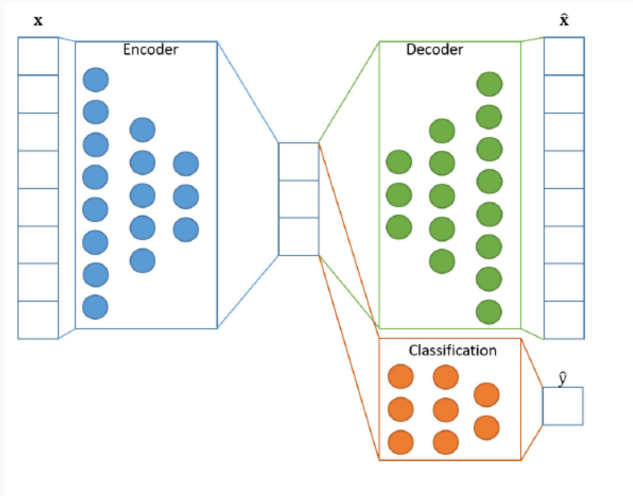 x
x̂
Encoder
Decoder
Classification
ŷ